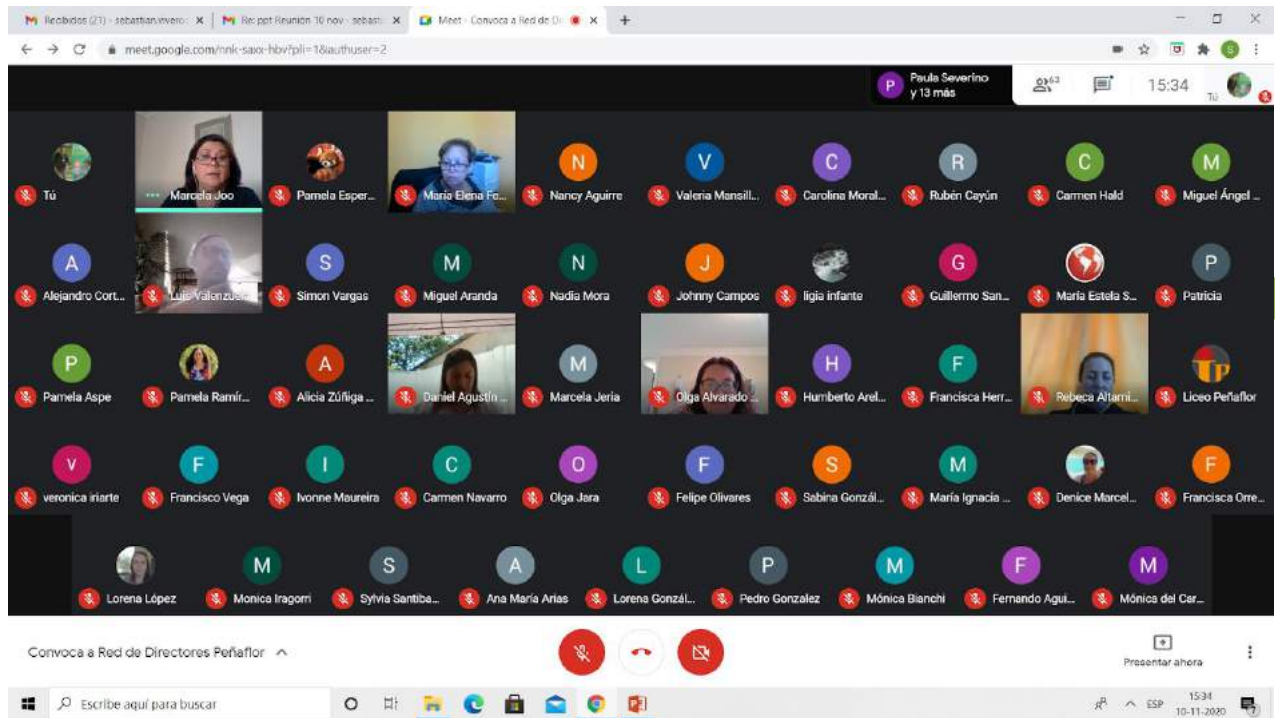 Recibidos (21) - sebastian.vivero
Re: ppt Reunión 10 nov - sebasti
Meet - Convoca a Red de Di
meet.google.com/nnk-saxx-hbv?pli=1&authuser=2
S
P
Paula Severino
y 13 más
63
15:34
Tú
N
V
C
R
C
M
Tú
Marcela Joo
Pamela Esper...
María Elena Fe...
Nancy Aguirre
Valeria Mansill...
Carolina Moral...
Rubén Cayún
Carmen Hald
Miguel Ángel ...
A
S
M
N
J
G
P
Alejandro Cort...
Luis Valenzuela
Simon Vargas
Miguel Aranda
Nadia Mora
Johnny Campos
ligia infante
Guillermo San...
María Estela S...
Patricia
P
A
M
H
F
TP
Pamela Aspe
Pamela Ramír...
Alicia Zúñiga ...
Daniel Agustín ...
Marcela Jeria
Olga Alvarado ...
Humberto Arel...
Francisca Herr...
Rebeca Altami...
Liceo Peñaflor
v
F
I
C
O
F
S
M
F
veronica iriarte
Francisco Vega
Ivonne Maureira
Carmen Navarro
Olga Jara
Felipe Olivares
Sabina Gonzál...
María Ignacia ...
Denice Marcel...
Francisca Orre...
M
S
A
L
P
M
F
M
Lorena López
Monica Iragorri
Sylvia Santiba...
Ana María Arias
Lorena Gonzál...
Pedro Gonzalez
Mónica Bianchi
Fernando Agui...
Mónica del Car...
Convoca a Red de Directores Peñaflor
Presentar ahora
Escribe aquí para buscar
ESP
15:34
10-11-2020
7